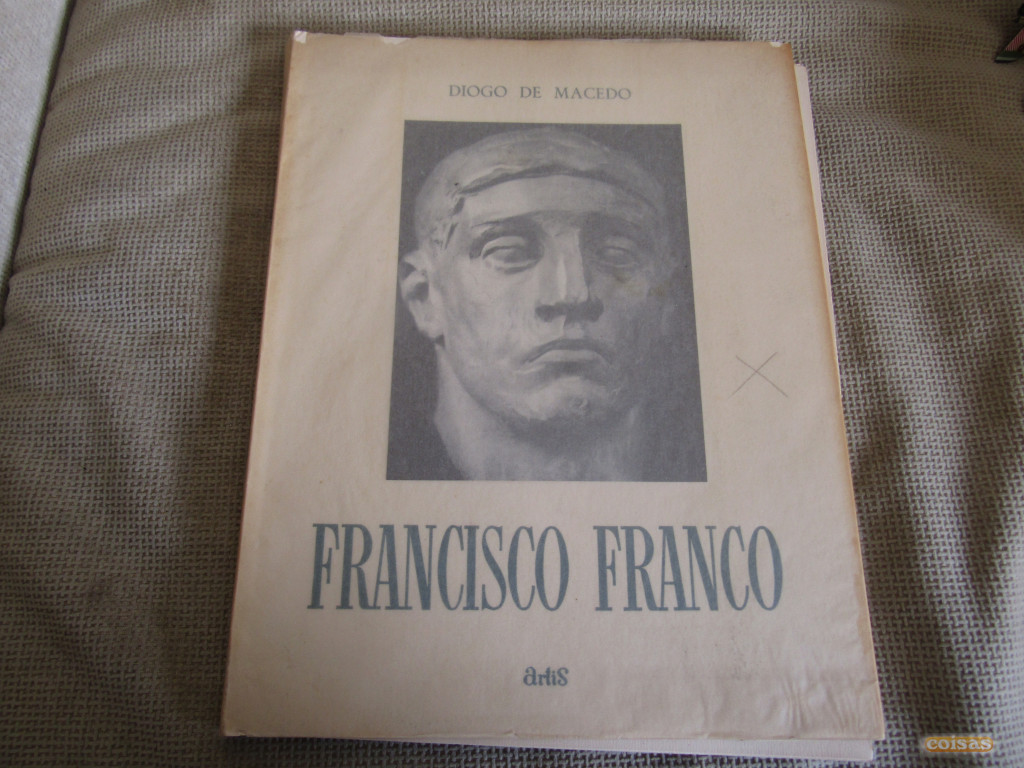 DIOGO DE MACEDO
FRANCISCO FRANCO
artis
coisas